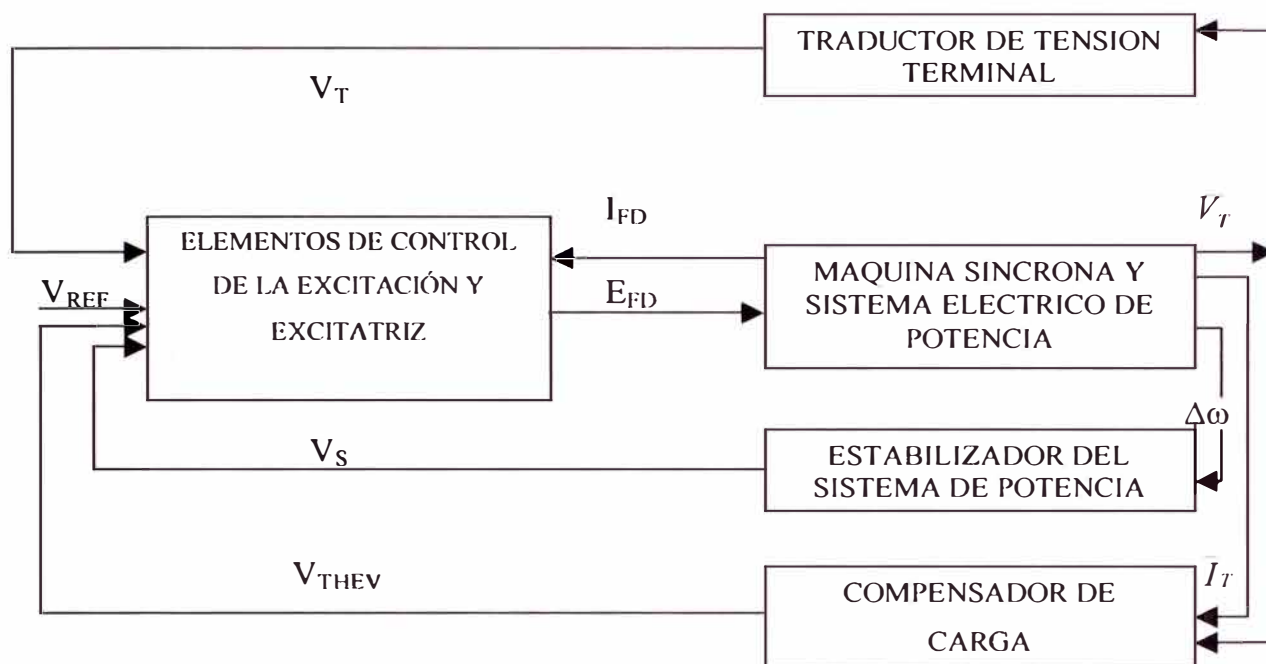 TRADUCTOR DE TENSION
TERMINAL
V_T
ELEMENTOS DE CONTROL
DE LA EXCITACIÓN Y
EXCITATRIZ
I_FD
E_FD
V_REF
MAQUINA SINCRONA Y
SISTEMA ELECTRICO DE
POTENCIA
V_T
Δω
V_S
ESTABILIZADOR DEL
SISTEMA DE POTENCIA
V_THEV
COMPENSADOR DE
CARGA
I_T